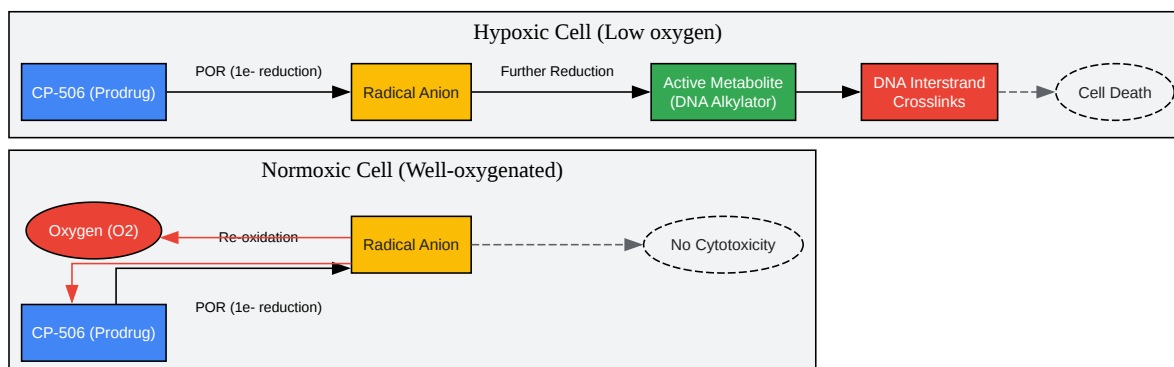 Hypoxic Cell (Low oxygen)
CP-506 (Prodrug)
POR (1e- reduction)
Radical Anion
Further Reduction
Active Metabolite
(DNA Alkylator)
DNA Interstrand
Crosslinks
Cell Death
Normoxic Cell (Well-oxygenated)
Oxygen (O2)
Re-oxidation
Radical Anion
No Cytotoxicity
CP-506 (Prodrug)
POR (1e- reduction)